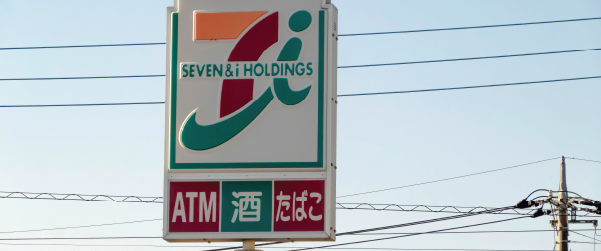 SEVEN & i HOLDINGS
ATM 酒 たばこ